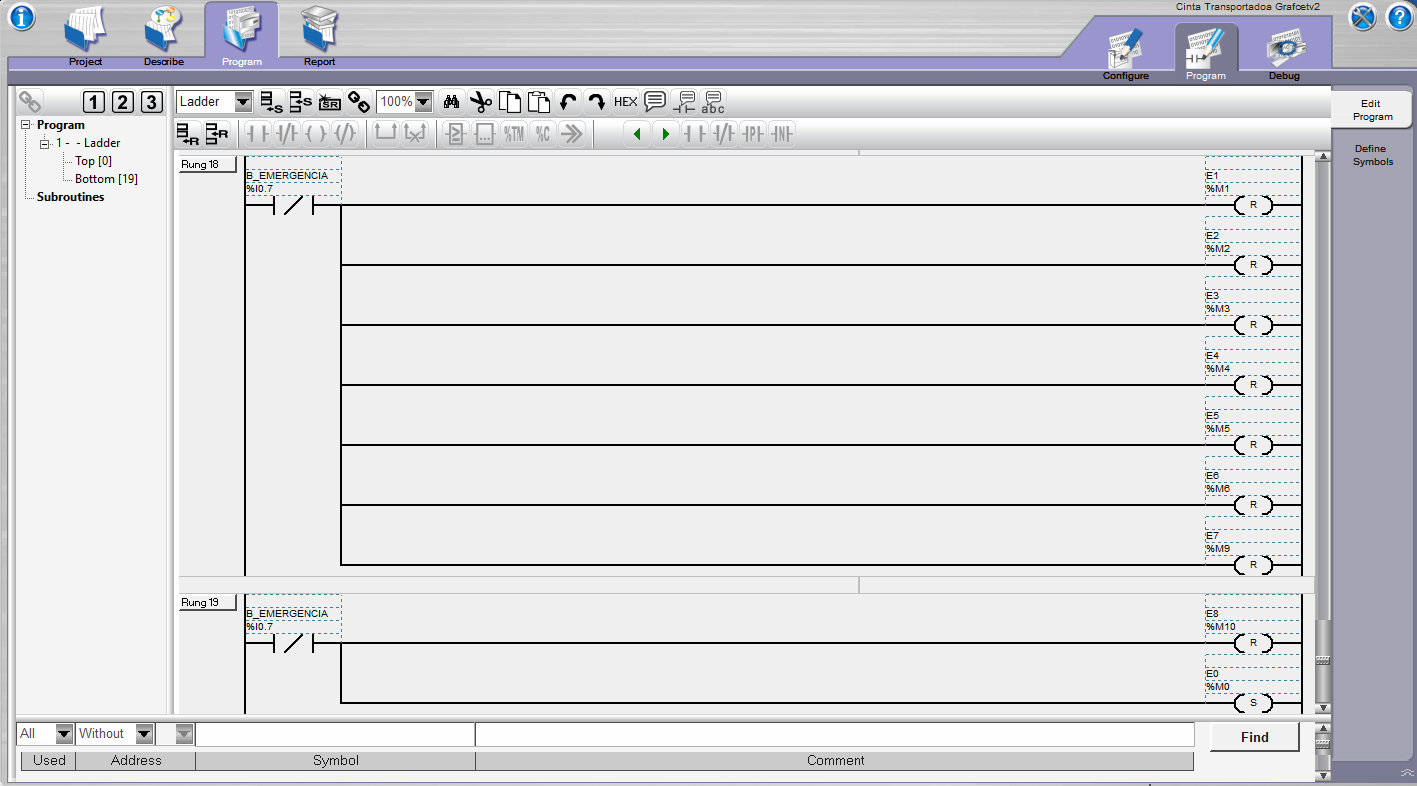 Cinta Transportadoa Grafcetv2
Project
Describe
Program
Report
Configure
Program
Debug
1 2 3
Ladder
S
S
SR
100%
HEX
abc
R
R
%TM
%C
P
N
Edit
Program
Define
Symbols
Program
1 - - Ladder
Top [0]
Bottom [19]
Subroutines
Rung 18
B_EMERGENCIA
%I0.7
E1
%M1
R
E2
%M2
R
E3
%M3
R
E4
%M4
R
E5
%M5
R
E6
%M6
R
E7
%M9
R
Rung 19
B_EMERGENCIA
%I0.7
E8
%M10
R
E0
%M0
S
All Without Find
Used Address Symbol Comment